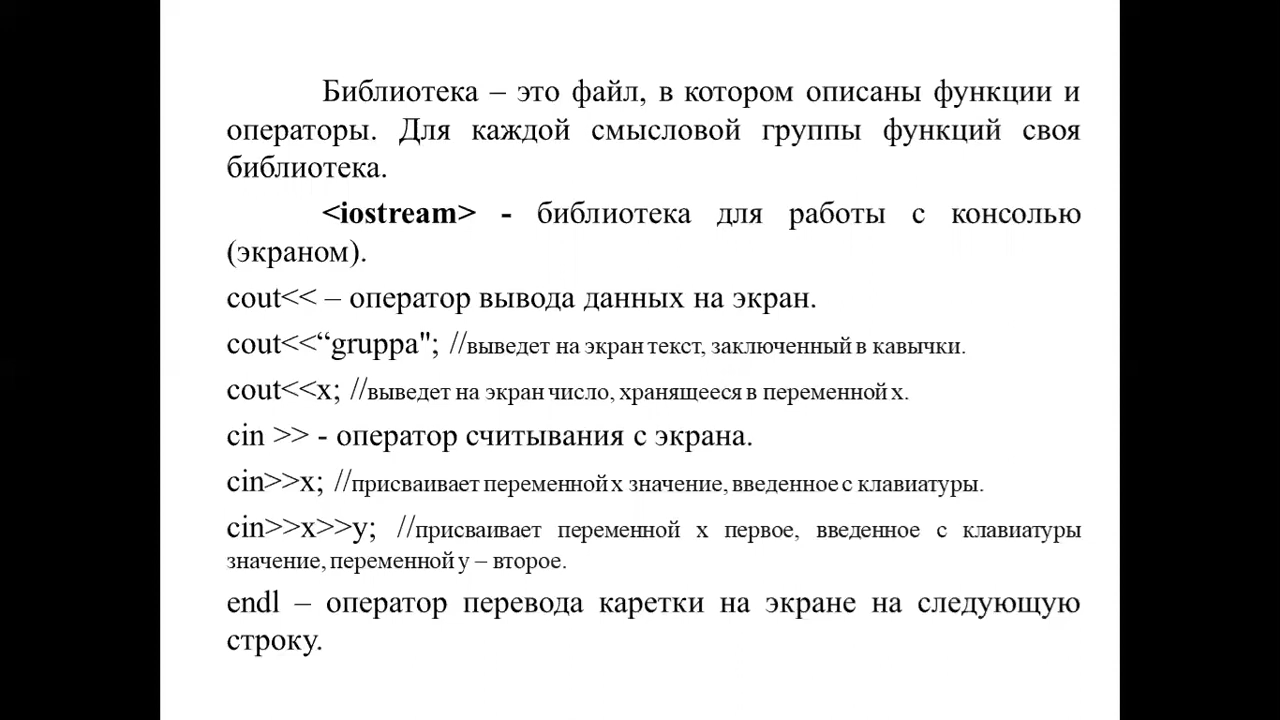 Библиотека – это файл, в котором описаны функции и
операторы. Для каждой смысловой группы функций своя
библиотека.
<iostream> - библиотека для работы с консолью
(экраном).
cout<< – оператор вывода данных на экран.
cout<<“gruppa"; //выведет на экран текст, заключенный в кавычки.
cout<<x; //выведет на экран число, хранящееся в переменной x.
cin >> - оператор считывания с экрана.
cin>>x; //присваивает переменной x значение, введенное с клавиатуры.
cin>>x>>y; //присваивает переменной x первое, введенное с клавиатуры
значение, переменной y – второе.
endl – оператор перевода каретки на экране на следующую
строку.